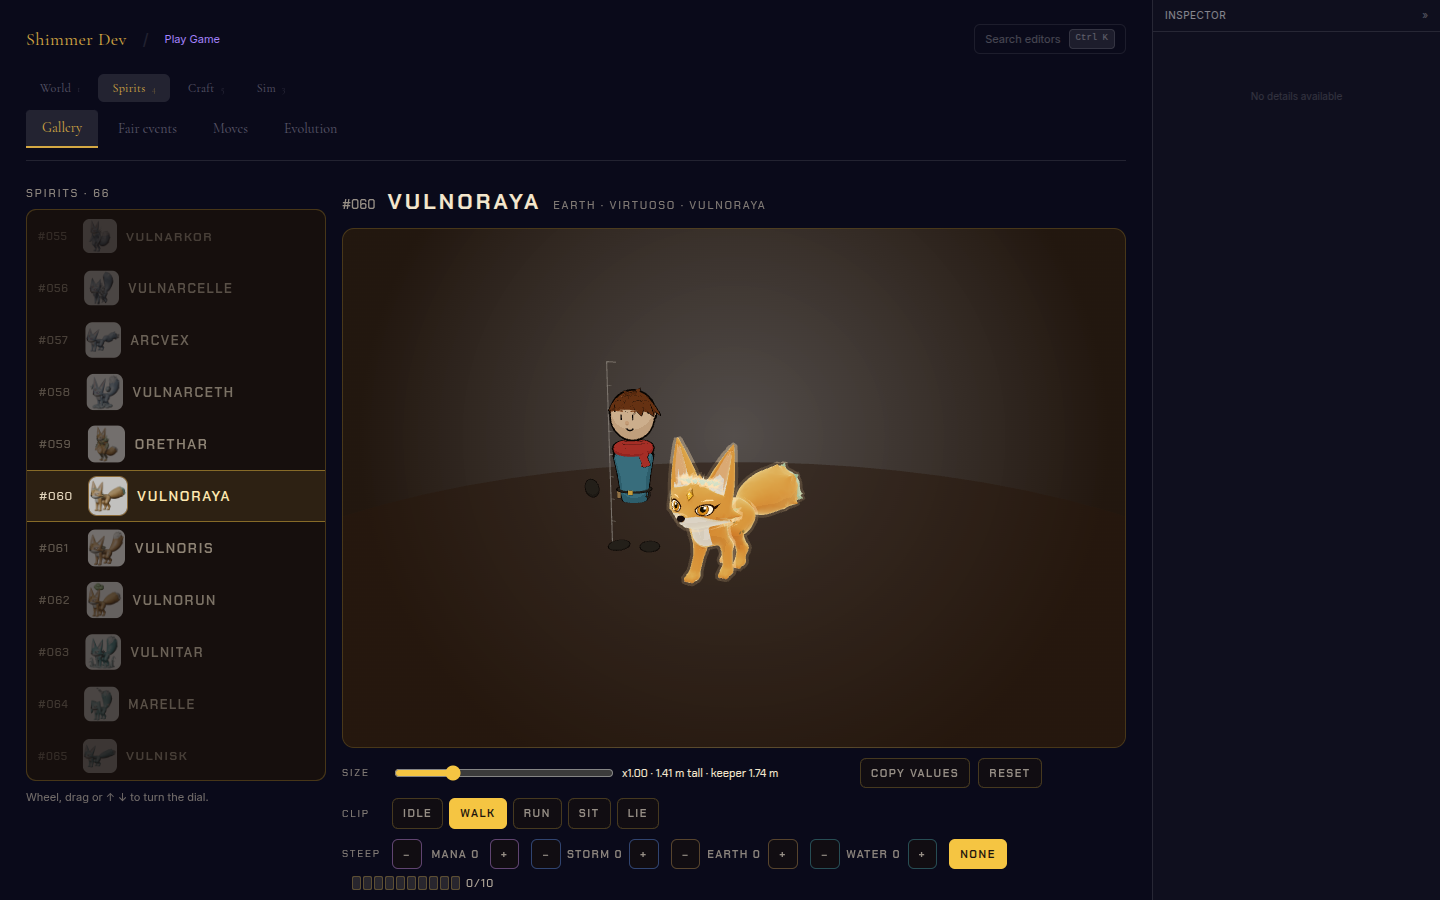 Shimmer Dev / Play Game
Search editors Ctrl K
World Spirits Craft Sim
Gallery Fair events Moves Evolution
SPIRITS · 66
#055 VULNARKOR
#056 VULNARCELLE
#057 ARCVEX
#058 VULNARCETH
#059 ORETHAR
#060 VULNORAYA
#061 VULNORIS
#062 VULNORUN
#063 VULNITAR
#064 MARELLE
#065 VULNISK
Wheel, drag or ↑ ↓ to turn the dial.
#060 VULNORAYA EARTH · VIRTUOSO · VULNORAYA
SIZE x1.00 · 1.41 m tall · keeper 1.74 m COPY VALUES RESET
CLIP IDLE WALK RUN SIT LIE
STEEP − MANA 0 + − STORM 0 + − EARTH 0 + − WATER 0 + NONE
0/10
INSPECTOR »
No details available